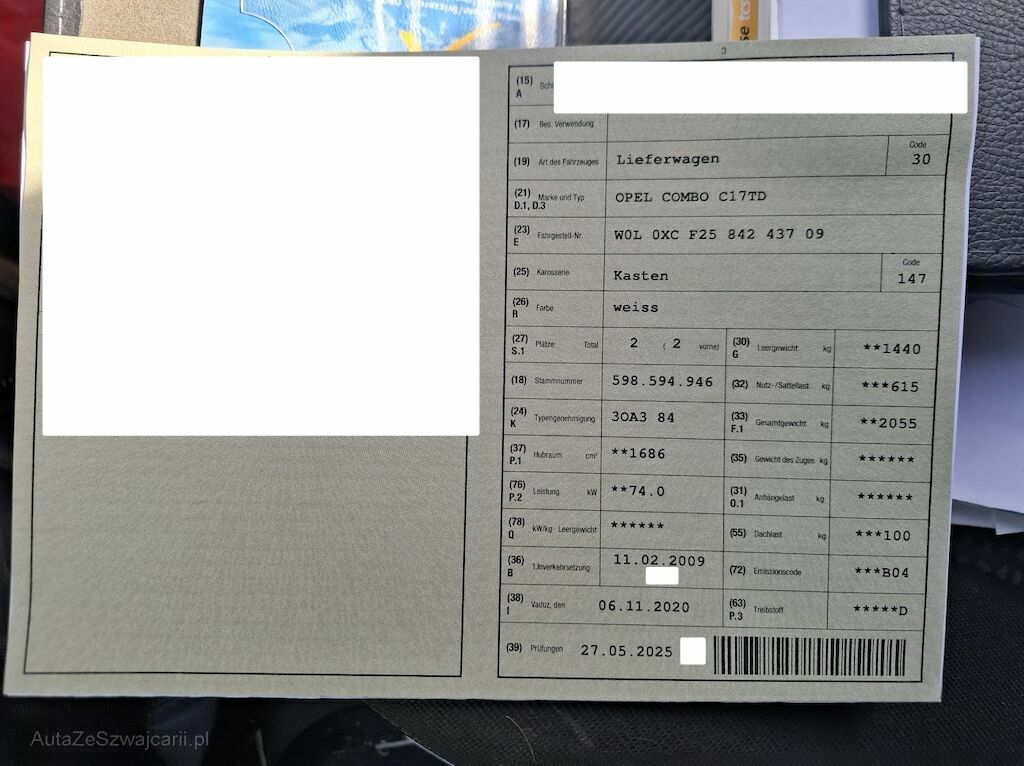 se tcs
3
(15) A Schi
(17) Bes. Verwendung
(19) Art des Fahrzeuges Lieferwagen Code 30
(21) D.1, D.3 Marke und Typ OPEL COMBO C17TD
(23) E Fahrgestell-Nr. W0L 0XC F25 842 437 09
(25) Karosserie Kasten Code 147
(26) R Farbe weiss
(27) S.1 Plätze: Total 2 ( 2 vorne) (30) G Leergewicht kg **1440
(18) Stammnummer 598.594.946 (32) Nutz-/Sattellast kg ***615
(24) K Typengenehmigung 3OA3 84 (33) F.1 Gesamtgewicht kg **2055
(37) P.1 Hubraum cm³ **1686 (35) Gewicht des Zuges kg ******
(76) P.2 Leistung kW **74.0 (31) O.1 Anhängelast kg ******
(78) Q kW/kg Leergewicht ****** (55) Dachlast kg ***100
(36) B 1.Inverkehrsetzung 11.02.2009 (72) Emissionscode ***B04
(38) I Vaduz, den 06.11.2020 (63) P.3 Treibstoff *****D
(39) Prüfungen 27.05.2025
AutaZeSzwajcarii.pl